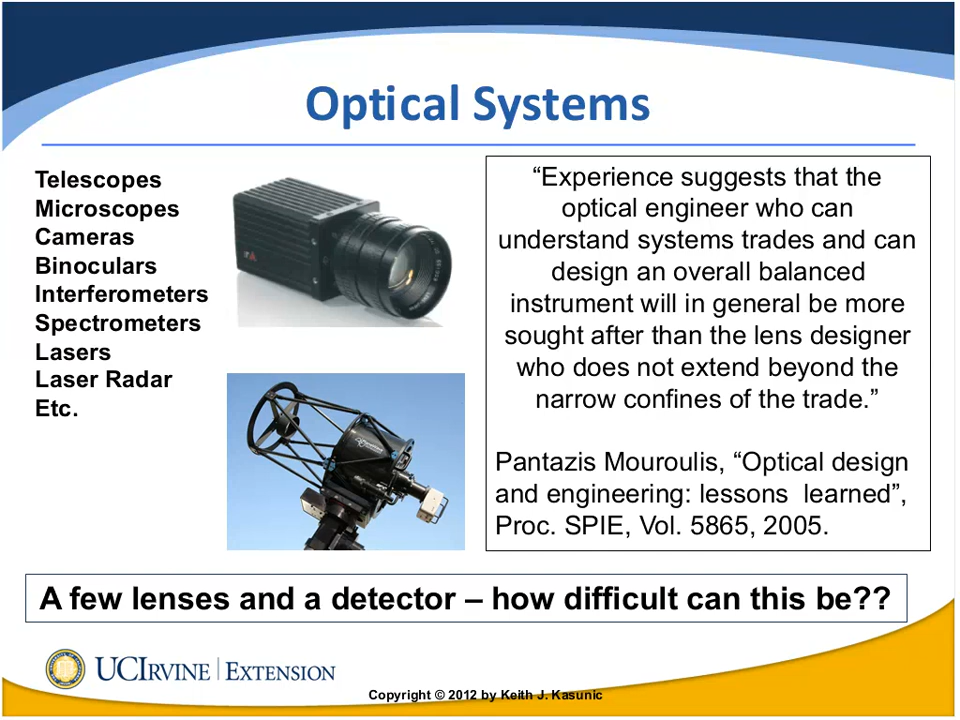 Optical Systems
Telescopes
Microscopes
Cameras
Binoculars
Interferometers
Spectrometers
Lasers
Laser Radar
Etc.
“Experience suggests that the
optical engineer who can
understand systems trades and can
design an overall balanced
instrument will in general be more
sought after than the lens designer
who does not extend beyond the
narrow confines of the trade.”
Pantazis Mouroulis, “Optical design
and engineering: lessons learned”,
Proc. SPIE, Vol. 5865, 2005.
A few lenses and a detector – how difficult can this be??
UCIRVINE | EXTENSION
Copyright © 2012 by Keith J. Kasunic